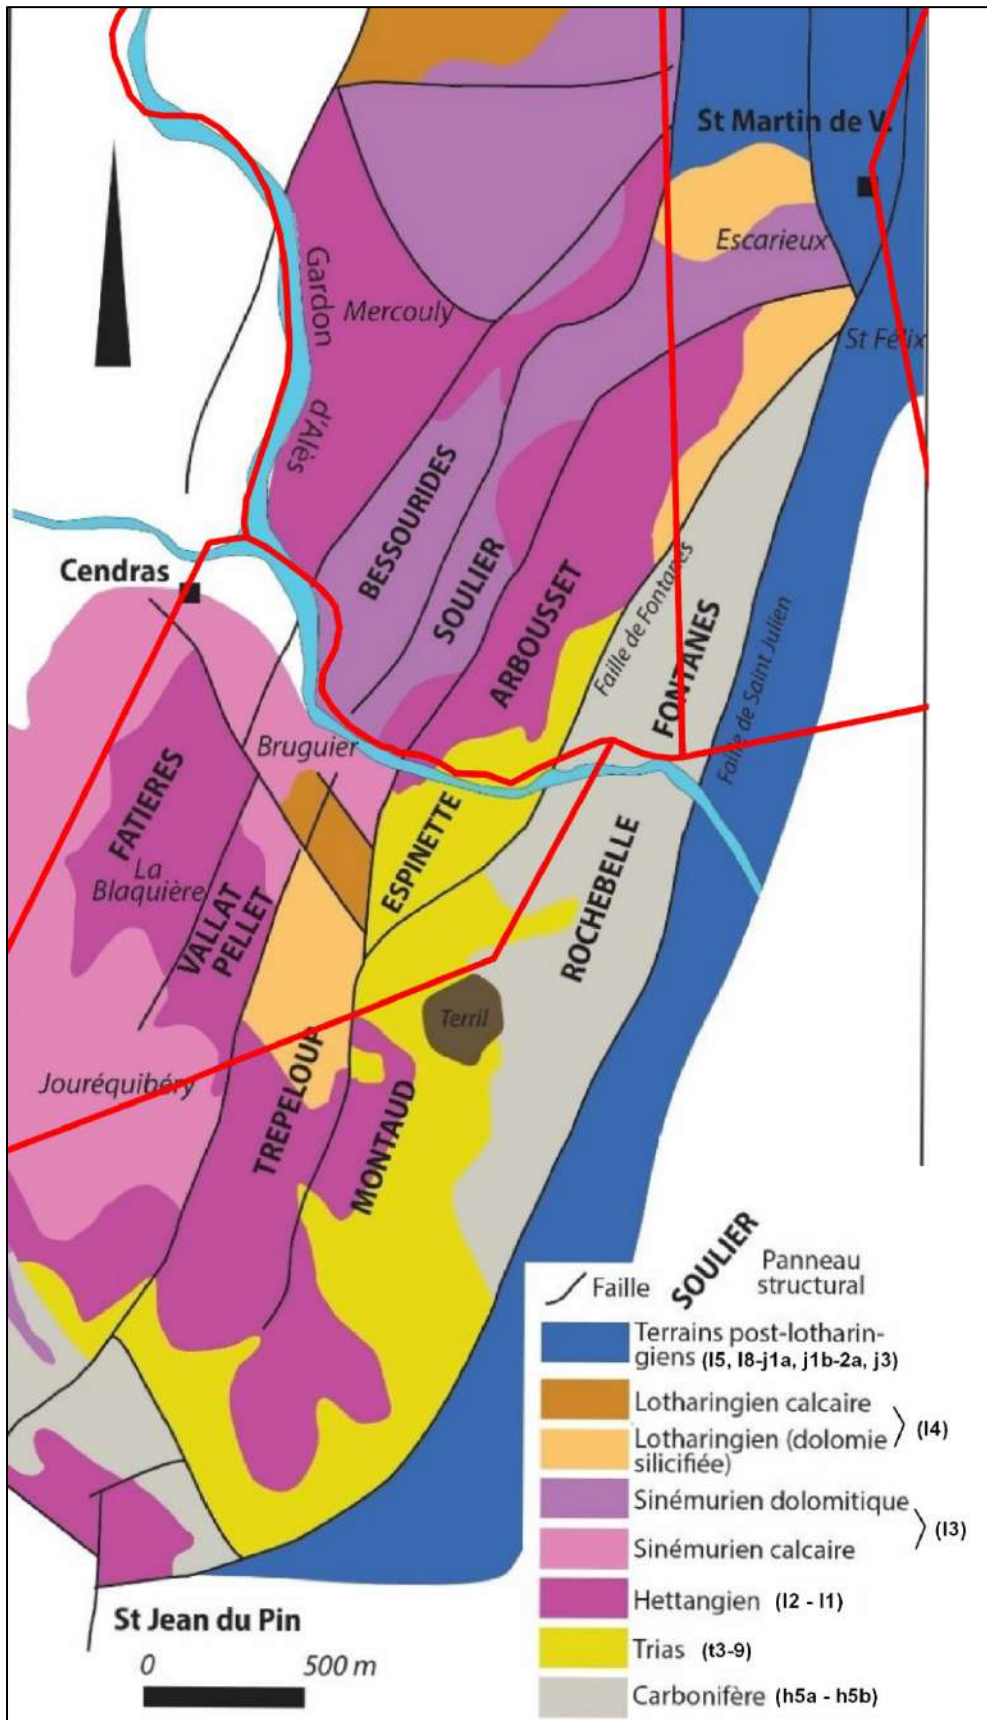 St Martin de V.
Escarieux
Gardon
d'Alès
Mercouly
St Félix
BESSOURIDES
SOULIER
ARBOUSSET
Faille de Fontanes
FONTANES
Faille de Saint Julien
Cendras
Bruguier
FATIERES
La
Blaquière
VALLAT
PELLET
ESPINETTE
ROCHEBELLE
Terril
Jouréquibéry
TREPELOUP
MONTAUD
Faille
SOULIER
Panneau
structural
Terrains post-lotharin-
giens (l5, l8-j1a, j1b-2a, j3)
Lotharingien calcaire
(l4)
Lotharingien (dolomie
silicifiée)
Sinémurien dolomitique
(l3)
Sinémurien calcaire
Hettangien (l2 - l1)
Trias (t3-9)
Carbonifère (h5a - h5b)
St Jean du Pin
0 500 m